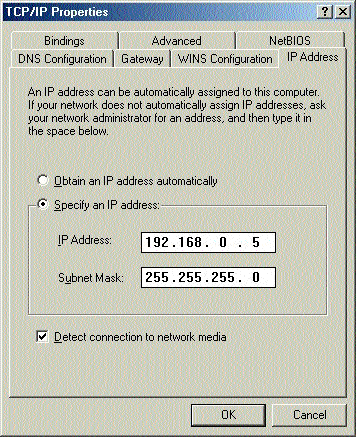 TCP/IP Properties
Bindings Advanced NetBIOS
DNS Configuration Gateway WINS Configuration IP Address
An IP address can be automatically assigned to this computer.
If your network does not automatically assign IP addresses, ask
your network administrator for an address, and then type it in
the space below.
Obtain an IP address automatically
Specify an IP address:
IP Address: 192.168. 0 . 5
Subnet Mask: 255.255.255. 0
Detect connection to network media
OK Cancel